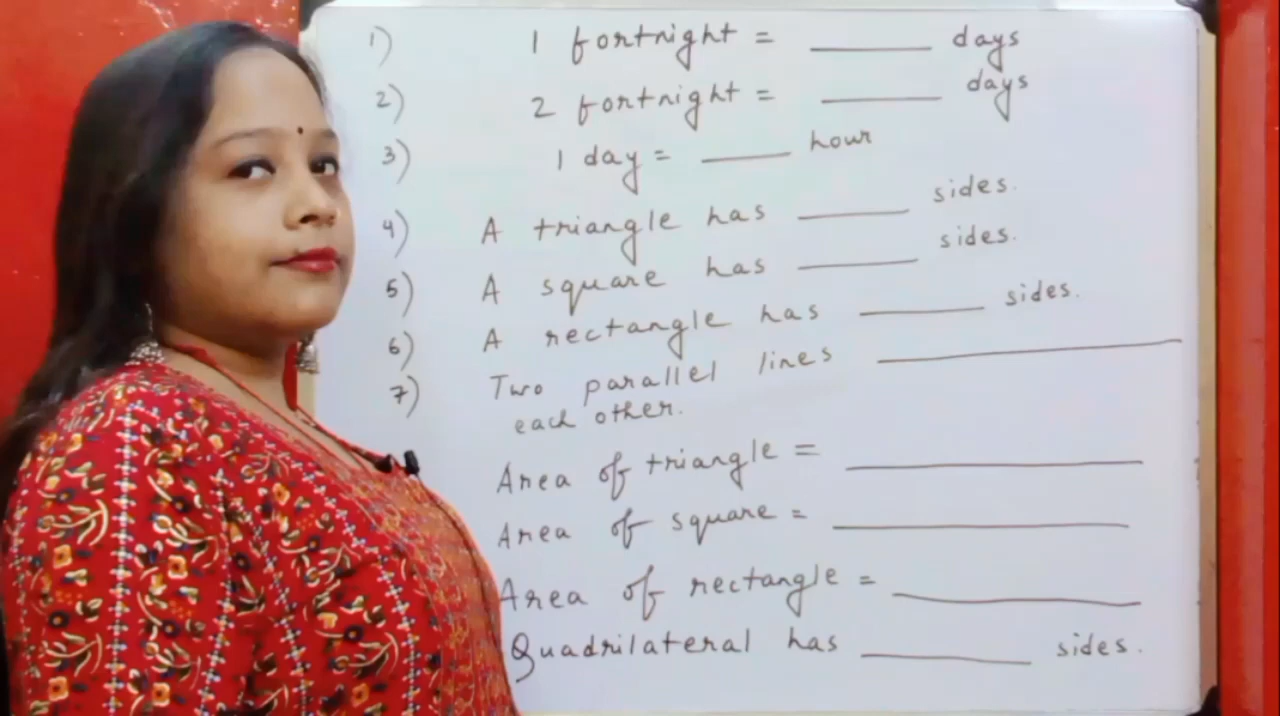 1) 1 fortnight = ______ days
2) 2 fortnight = ______ days
3) 1 day = ______ hour
4) A triangle has ______ sides.
5) A square has ______ sides.
6) A rectangle has ______ sides.
7) Two parallel lines ______
each other.
Area of triangle = ______
Area of square = ______
Area of rectangle = ______
Quadrilateral has ______ sides.